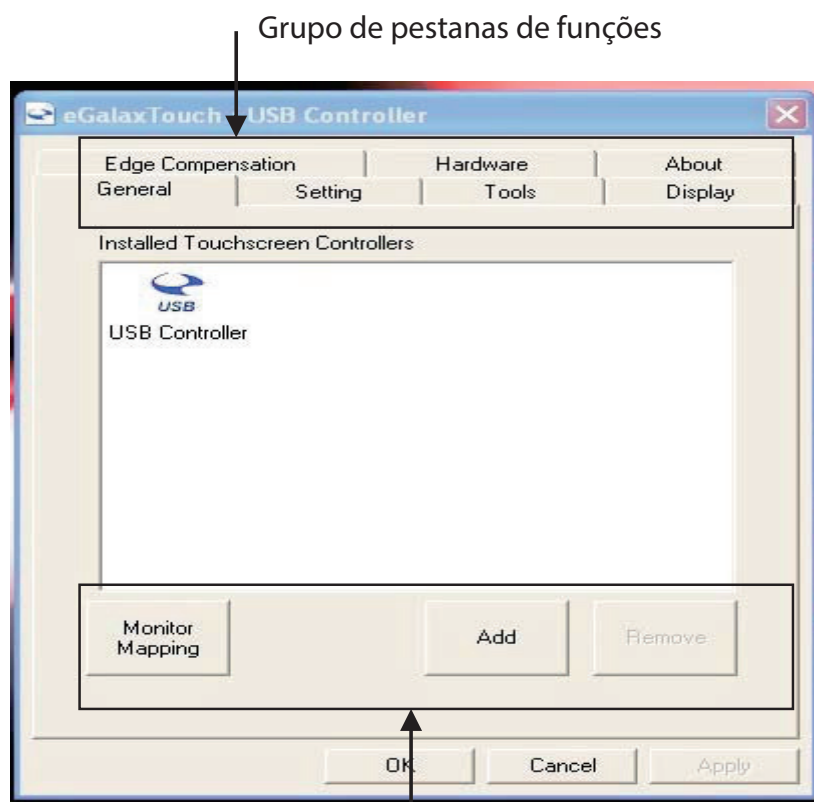 Grupo de pestanas de funções
eGalaxTouch USB Controller
Edge Compensation Hardware About
General Setting Tools Display
Installed Touchscreen Controllers
USB
USB Controller
Monitor
Mapping
Add Remove
OK Cancel Apply